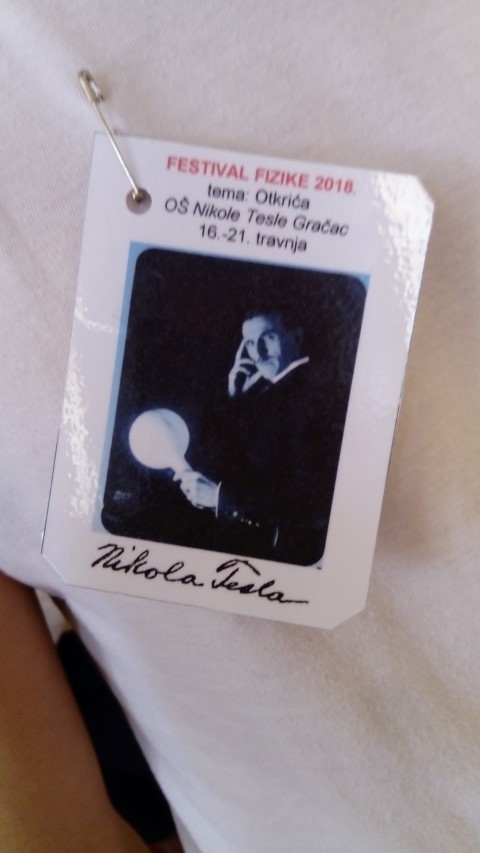 FESTIVAL FIZIKE 2018.
tema: Otkrića
OŠ Nikole Tesle Gračac
16.-21. travnja
Nikola Tesla